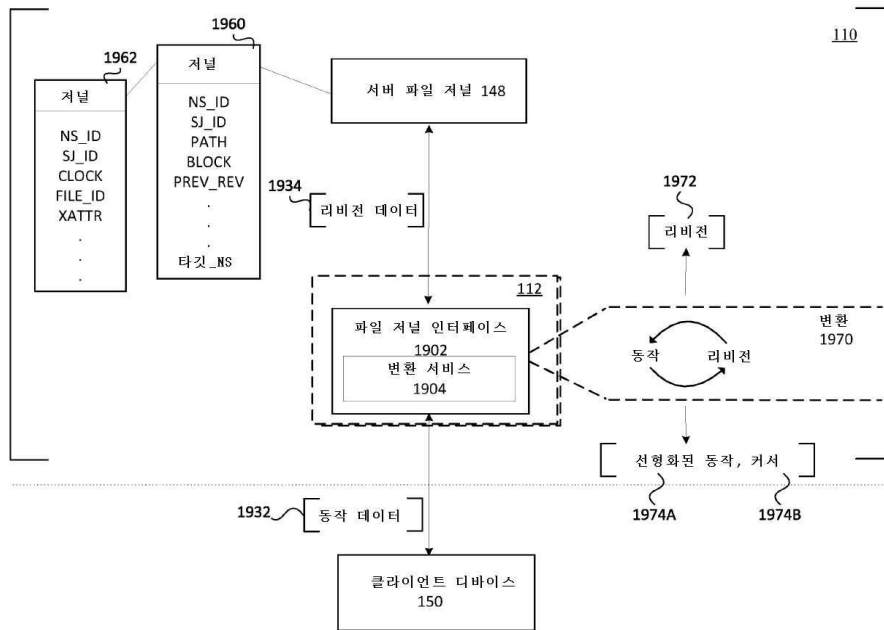 110
1962
저널
NS_ID
SJ_ID
CLOCK
FILE_ID
XATTR
.
.
.
1960
저널
NS_ID
SJ_ID
PATH
BLOCK
PREV_REV
.
.
.
타깃_NS
서버 파일 저널 148
1934
리비전 데이터
1972
리비전
112
파일 저널 인터페이스
1902
변환 서비스
1904
변환
1970
동작
리비전
선형화된 동작, 커서
1974A
1974B
1932
동작 데이터
클라이언트 디바이스
150